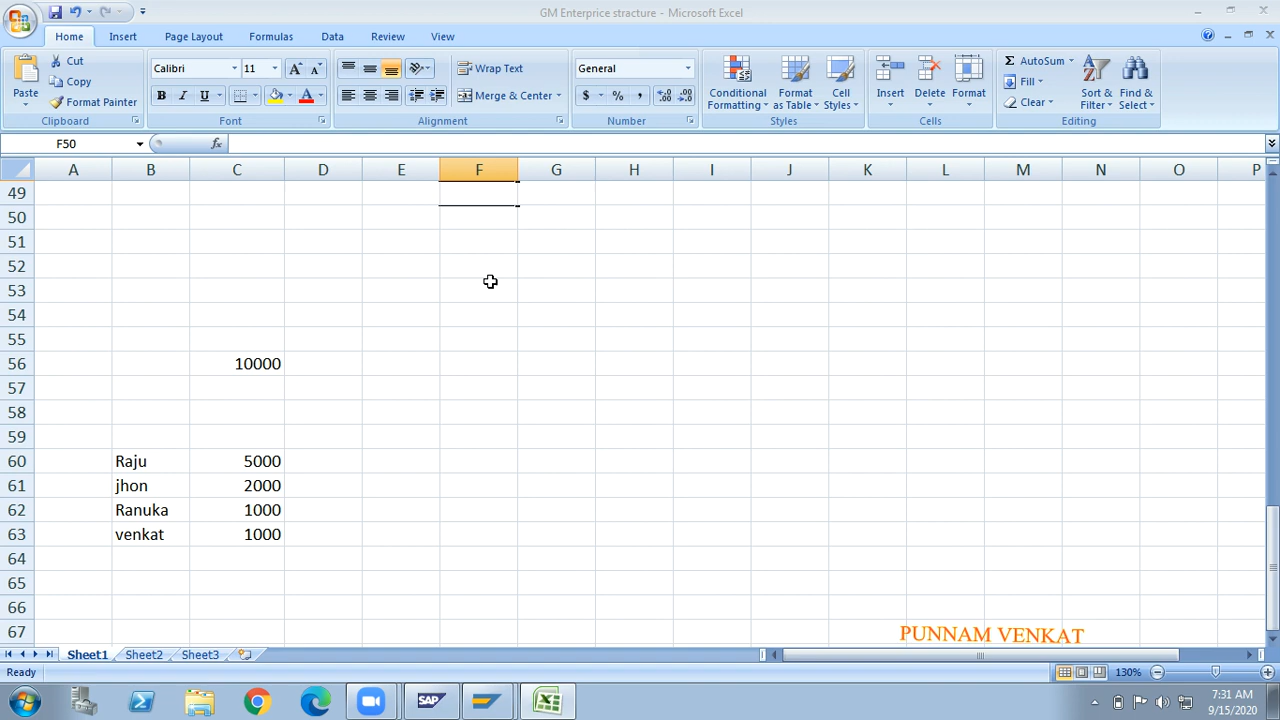 GM Enterprice stracture - Microsoft Excel
Home Insert Page Layout Formulas Data Review View
Paste Cut Calibri 11 Wrap Text General Conditional Formatting Format as Table Cell Styles Insert Delete Format AutoSum Sort & Filter Find & Select
Copy Fill
Format Painter B I U A Merge & Center $ % , Clear
Clipboard Font Alignment Number Styles Cells Editing
F50 fx
A B C D E F G H I J K L M N O P
49
50
51
52
53
54
55
56 10000
57
58
59
60 Raju 5000
61 jhon 2000
62 Ranuka 1000
63 venkat 1000
64
65
66
67
PUNNAM VENKAT
Sheet1 Sheet2 Sheet3
Ready 130%
SAP 7:31 AM
9/15/2020